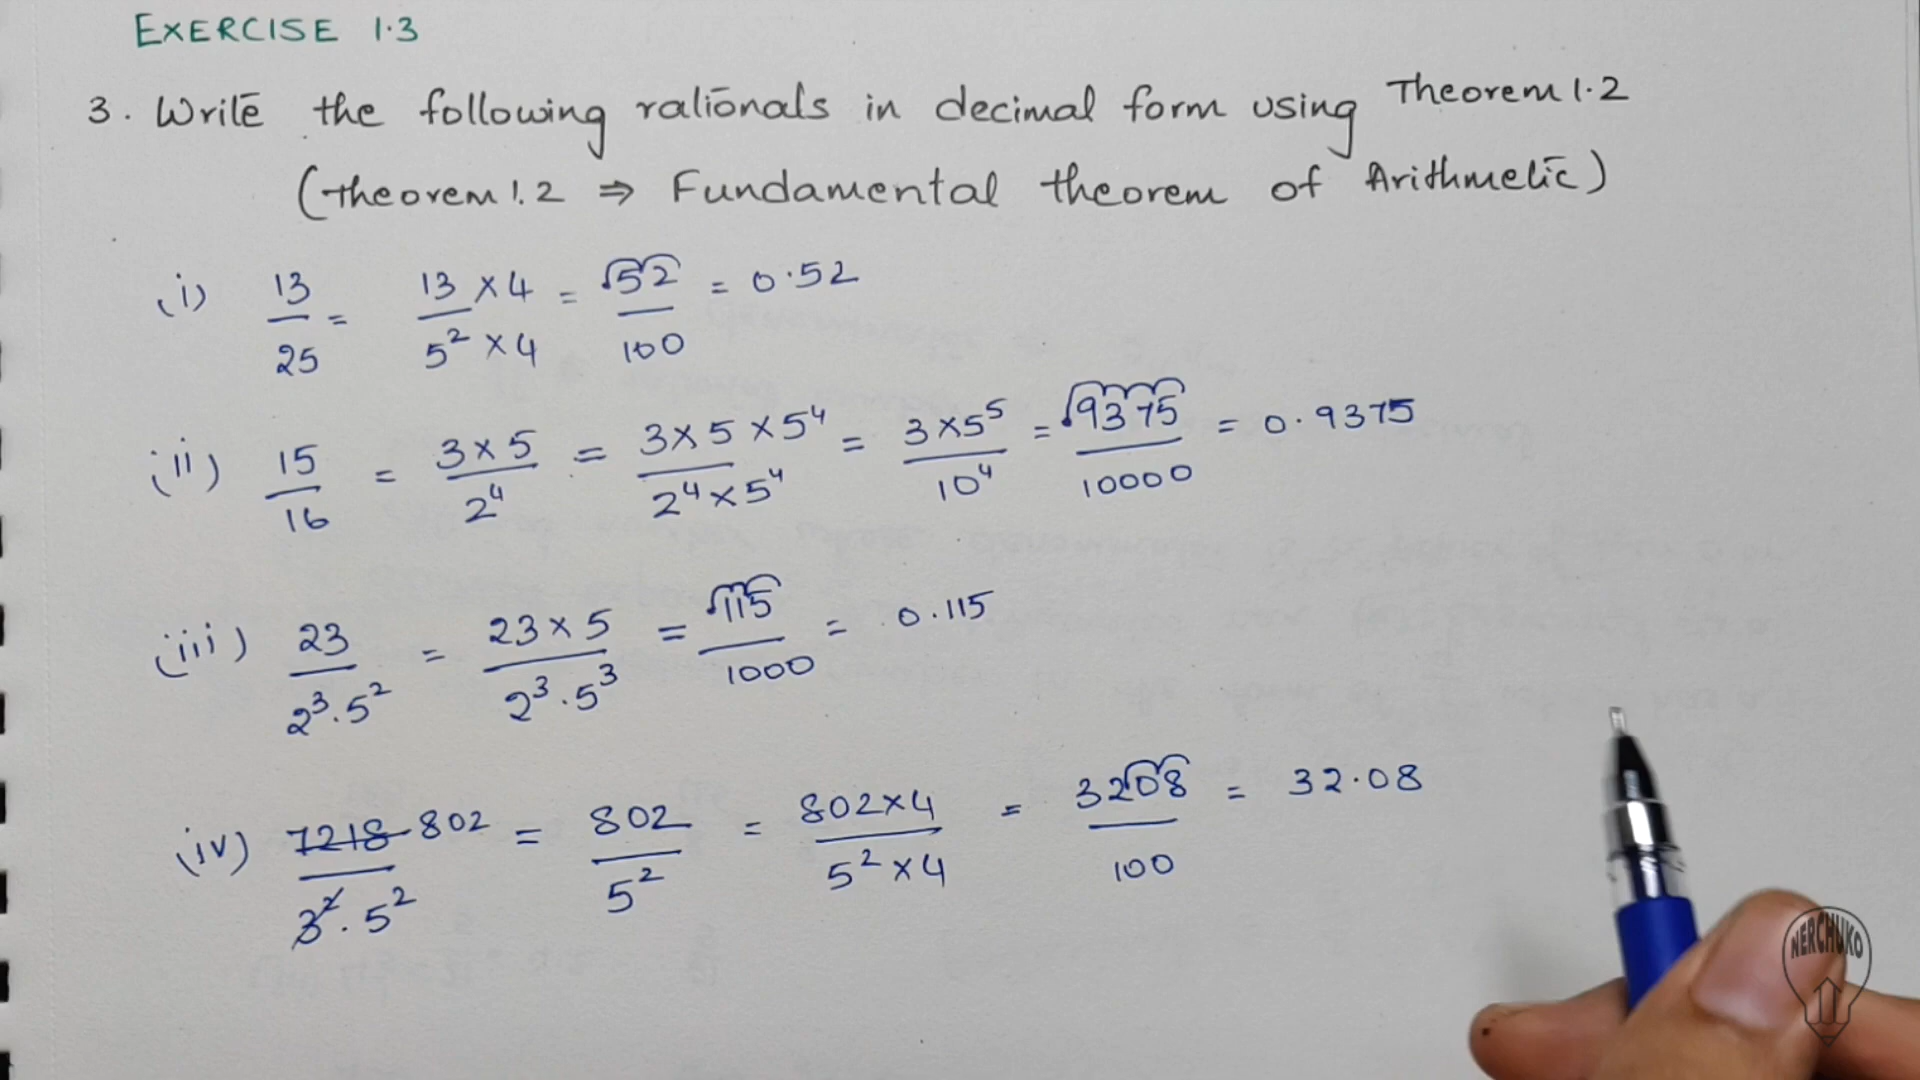 EXERCISE 1.3
3. Write the following rationals in decimal form using Theorem 1.2
(Theorem 1.2 ⇒ Fundamental theorem of Arithmetic)
(i) 13/25 = 13×4/5²×4 = 52/100 = 0.52
(ii) 15/16 = 3×5/2⁴ = 3×5×5⁴/2⁴×5⁴ = 3×5⁵/10⁴ = 9375/10000 = 0.9375
(iii) 23/2³.5² = 23×5/2³.5³ = 115/1000 = 0.115
(iv) 7218 802/3².5² = 802/5² = 802×4/5²×4 = 3208/100 = 32.08
NERCHUKO